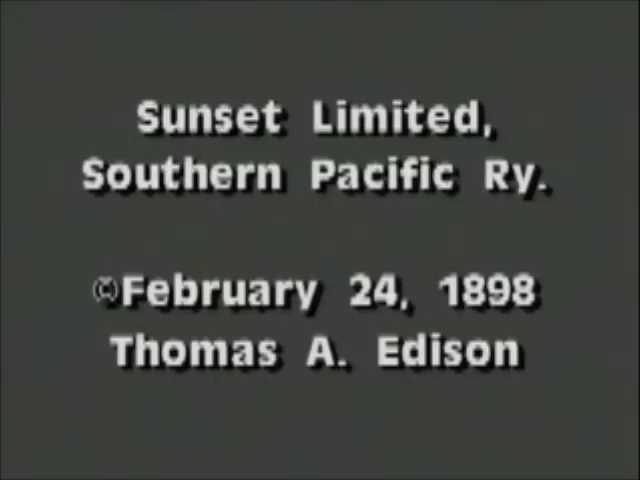 Sunset Limited,
Southern Pacific Ry.
©February 24, 1898
Thomas A. Edison